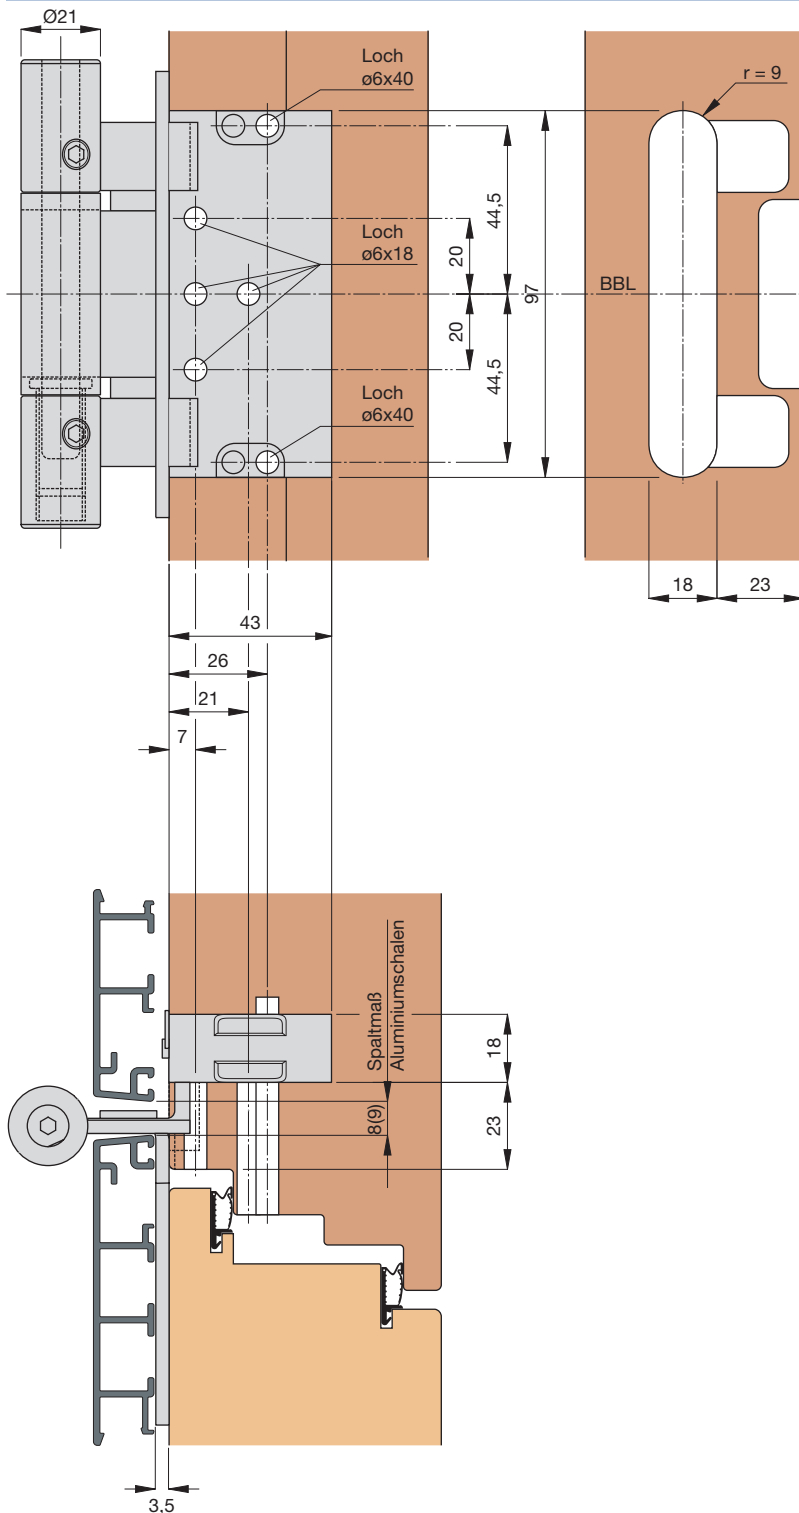 Ø21
Loch
ø6x40
r = 9
44,5
Loch
ø6x18
20
97
BBL
20
44,5
Loch
ø6x40
18
23
43
26
21
7
Spaltmaß
Aluminiumschalen
18
8(9)
23
3,5